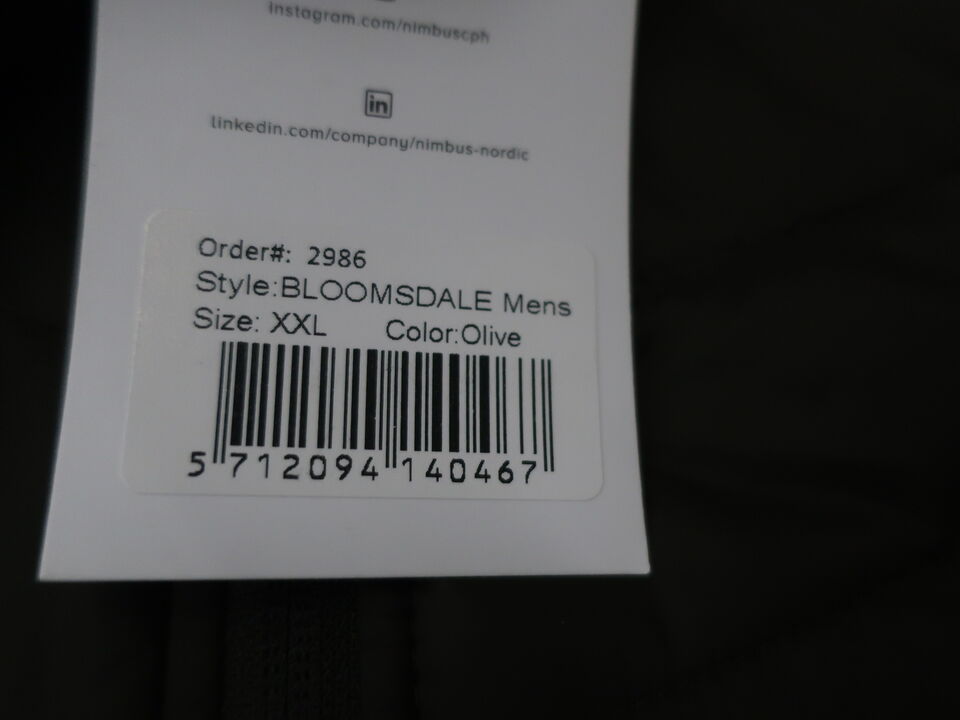 instagram.com/nimbuscph
in
linkedin.com/company/nimbus-nordic
Order#: 2986
Style:BLOOMSDALE Mens
Size: XXL Color:Olive
5 712094 140467